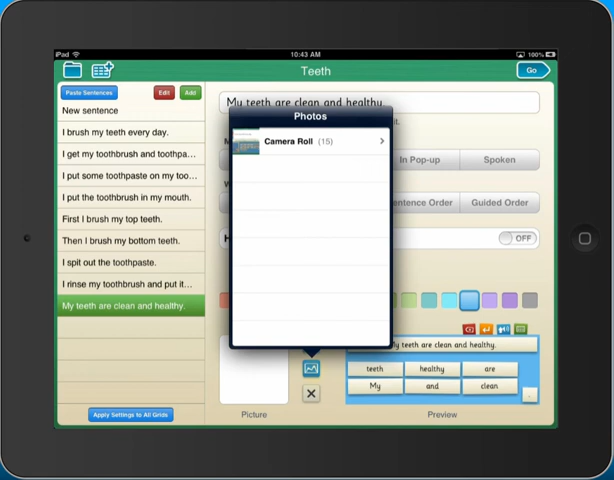 iPad
10:43 AM
100%
Teeth
Go
Paste Sentences
Edit
Add
New sentence
I brush my teeth every day.
I get my toothbrush and toothpa...
I put some toothpaste on my too...
I put the toothbrush in my mouth.
First I brush my top teeth.
Then I brush my bottom teeth.
I spit out the toothpaste.
I rinse my toothbrush and put it...
My teeth are clean and healthy.
Apply Settings to All Grids
My teeth are clean and healthy
it.
Photos
Camera Roll (15)
In Pop-up
Spoken
entence Order
Guided Order
OFF
My teeth are clean and healthy.
teeth
healthy
are
My
and
clean
.
Picture
Preview